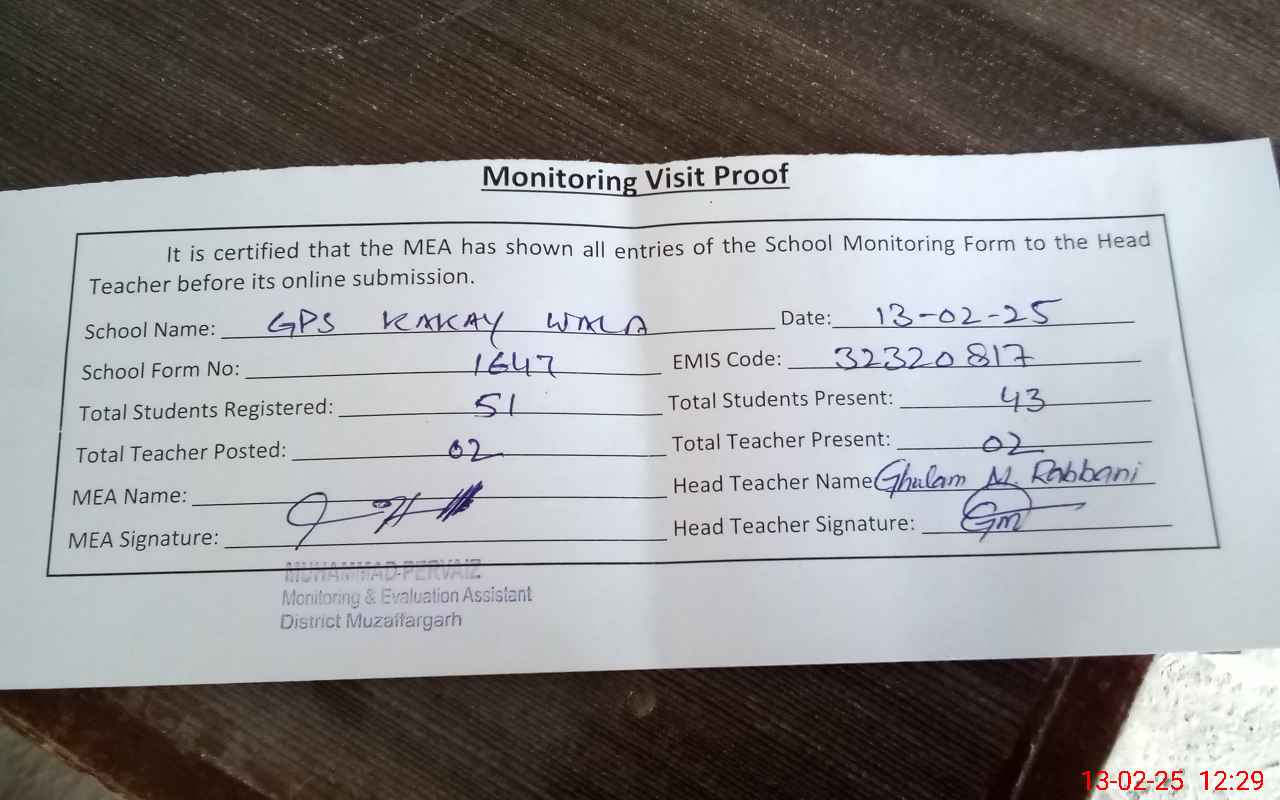 Monitoring Visit Proof
It is certified that the MEA has shown all entries of the School Monitoring Form to the Head
Teacher before its online submission.
School Name: GPS KAKAY WALA Date: 13-02-25
School Form No: 1647 EMIS Code: 32320817
Total Students Registered: 51 Total Students Present: 43
Total Teacher Posted: 02 Total Teacher Present: 02
MEA Name: Head Teacher Name Ghulam M. Rabbani
MEA Signature: Head Teacher Signature: Gm
MUHAMMAD PERVAIZ
Monitoring & Evaluation Assistant
District Muzaffargarh
13-02-25 12:29